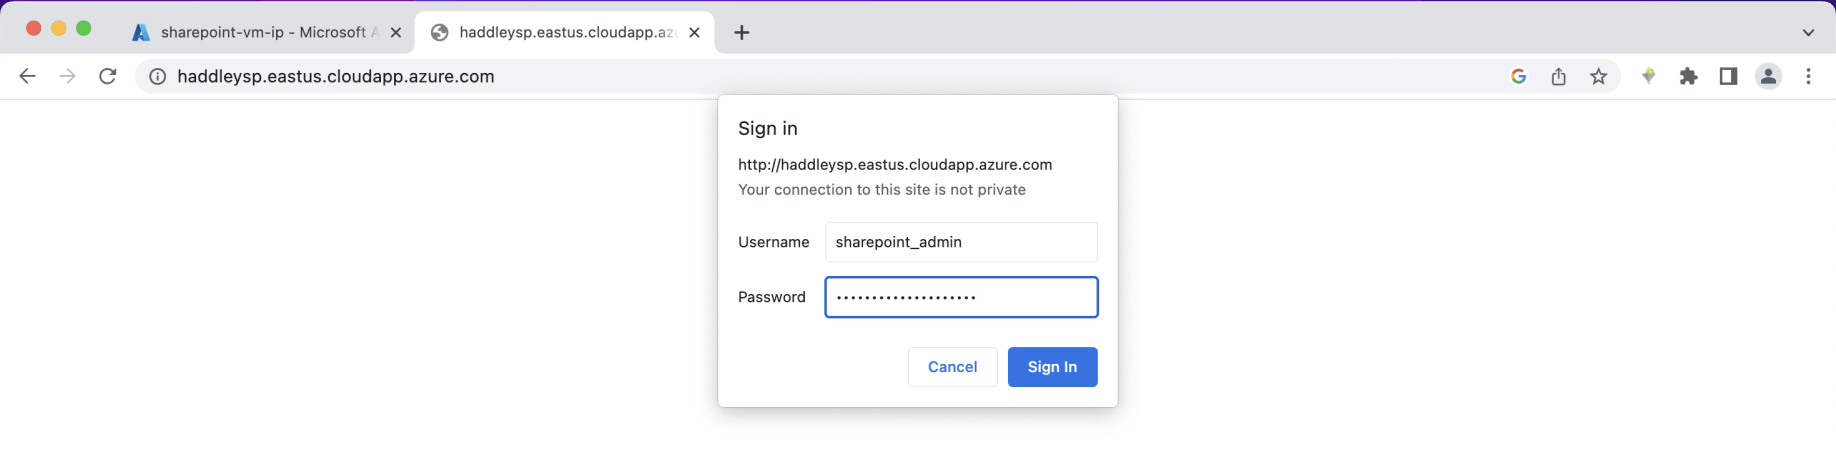 sharepoint-vm-ip - Microsoft A
haddleysp.eastus.cloudapp.azu
haddleysp.eastus.cloudapp.azure.com
Sign in
http://haddleysp.eastus.cloudapp.azure.com
Your connection to this site is not private
Username sharepoint_admin
Password ••••••••••••••••••••
Cancel Sign In